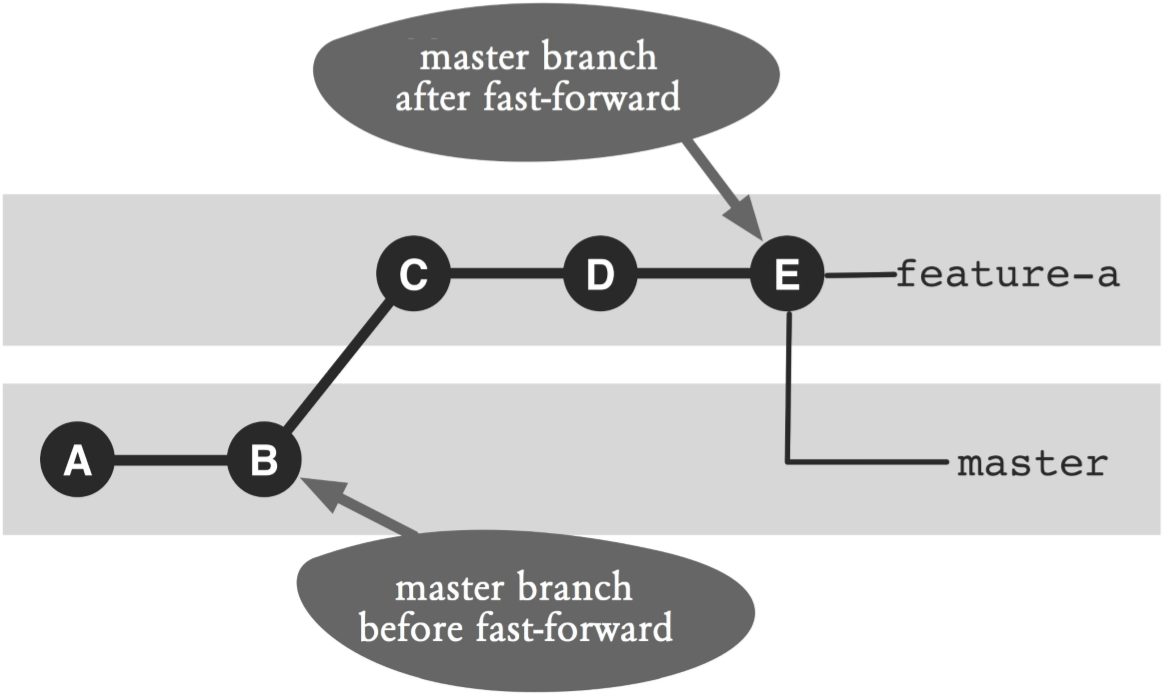 master branch
after fast-forward
C D E feature-a
A B master
master branch
before fast-forward